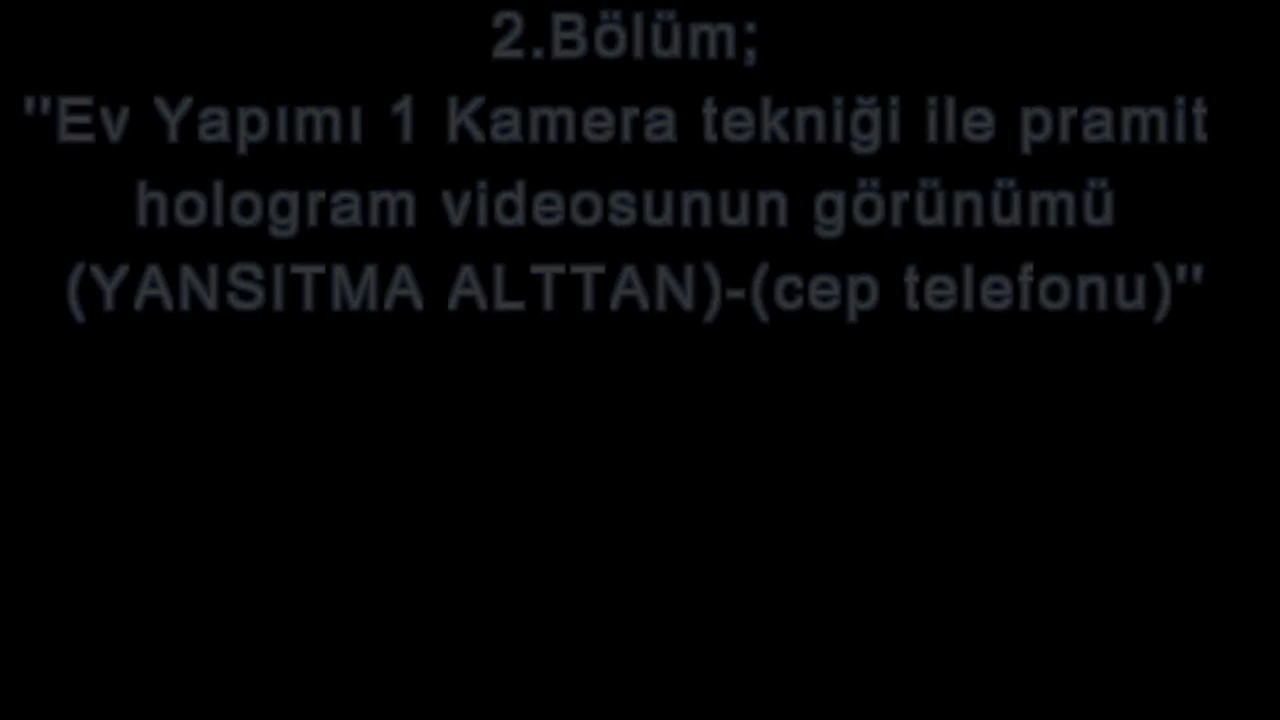 2.Bölüm;
"Ev Yapımı 1 Kamera tekniği ile pramit
hologram videosunun görünümü
(YANSITMA ALTTAN)-(cep telefonu)"